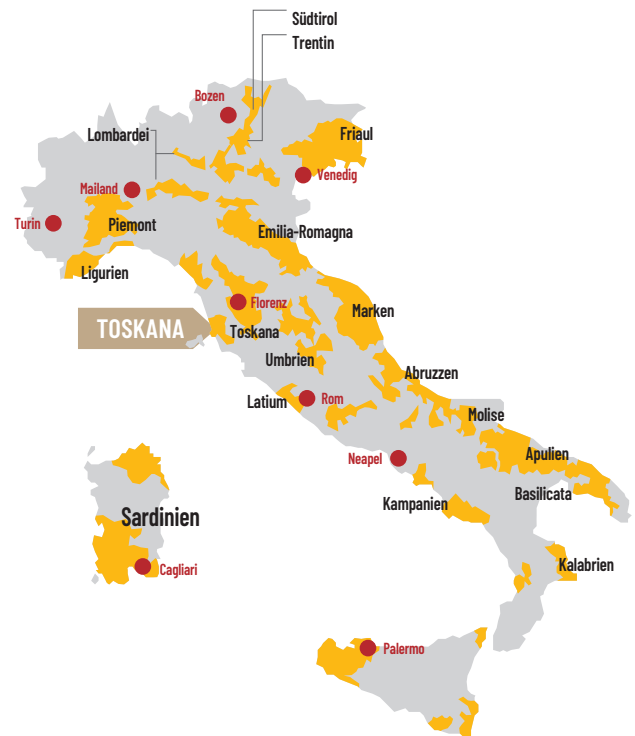 Südtirol
Trentin
Bozen
Lombardei
Friaul
Venedig
Mailand
Turin
Piemont
Emilia-Romagna
Ligurien
Florenz
Marken
TOSKANA
Toskana
Umbrien
Abruzzen
Latium
Rom
Molise
Neapel
Apulien
Basilicata
Kampanien
Sardinien
Kalabrien
Cagliari
Palermo